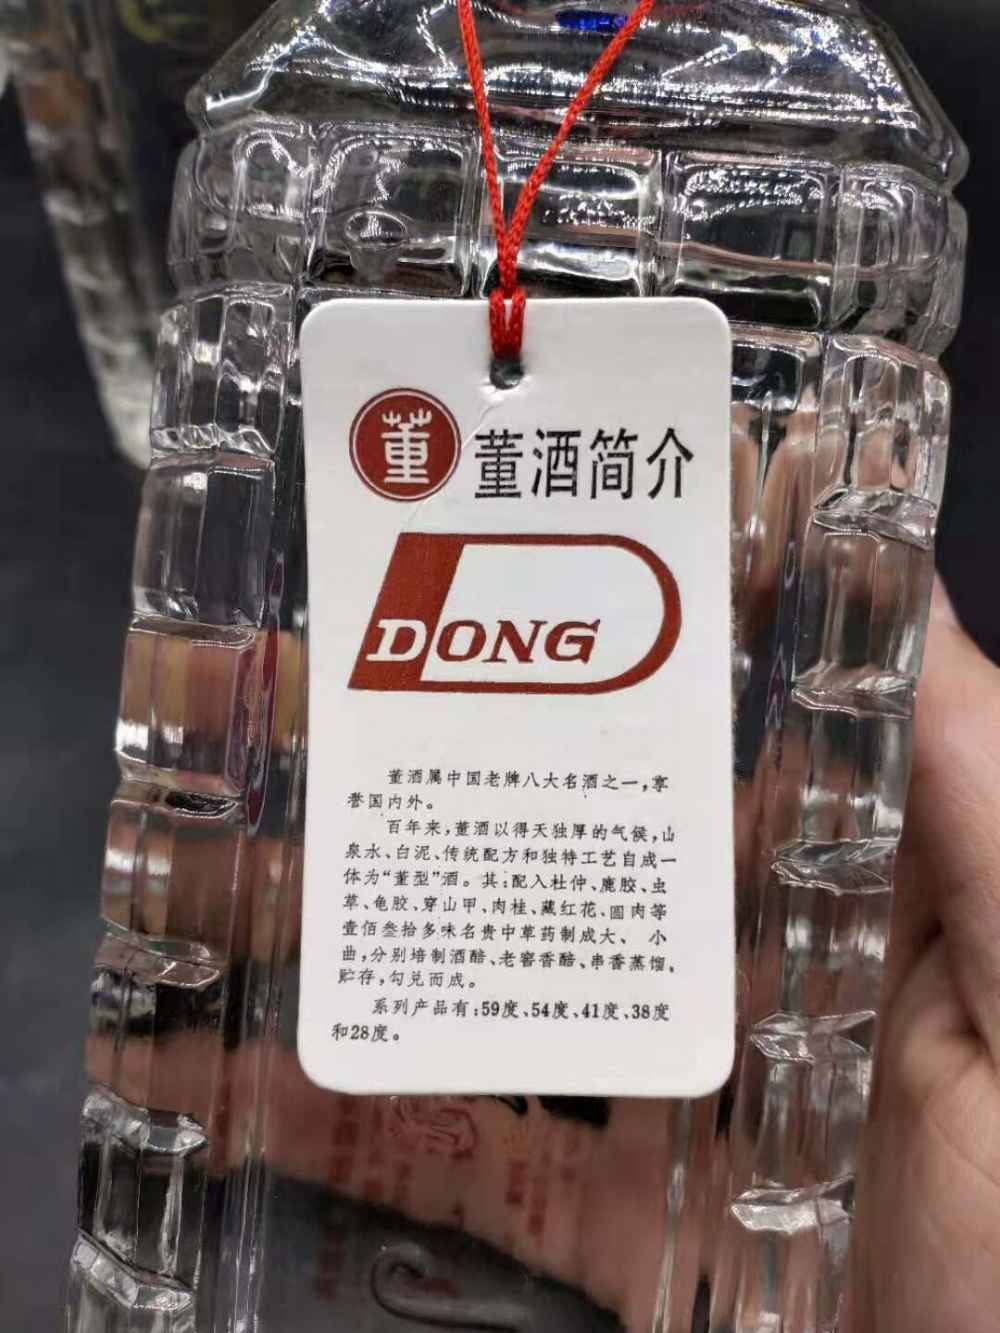 董
董酒简介
DONG
董酒属中国老牌八大名酒之一,享
誉国内外。
百年来,董酒以得天独厚的气候,山
泉水、白泥、传统配方和独特工艺自成一
体为“董型”酒。其:配入杜仲、鹿胶、虫
草、龟胶、穿山甲、肉桂、藏红花、圆肉等
壹佰叁拾多味名贵中草药制成大、 小
曲,分别培制酒醅、老窖香醅、串香蒸馏,
贮存,勾兑而成。
系列产品有:59度、54度、41度、38度
和28度。